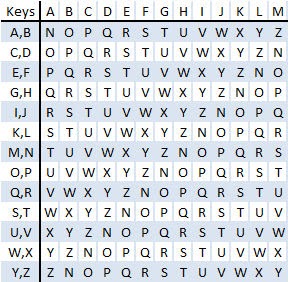 Keys A B C D E F G H I J K L M
A,B N O P Q R S T U V W X Y Z
C,D O P Q R S T U V W X Y Z N
E,F P Q R S T U V W X Y Z N O
G,H Q R S T U V W X Y Z N O P
I,J R S T U V W X Y Z N O P Q
K,L S T U V W X Y Z N O P Q R
M,N T U V W X Y Z N O P Q R S
O,P U V W X Y Z N O P Q R S T
Q,R V W X Y Z N O P Q R S T U
S,T W X Y Z N O P Q R S T U V
U,V X Y Z N O P Q R S T U V W
W,X Y Z N O P Q R S T U V W X
Y,Z Z N O P Q R S T U V W X Y